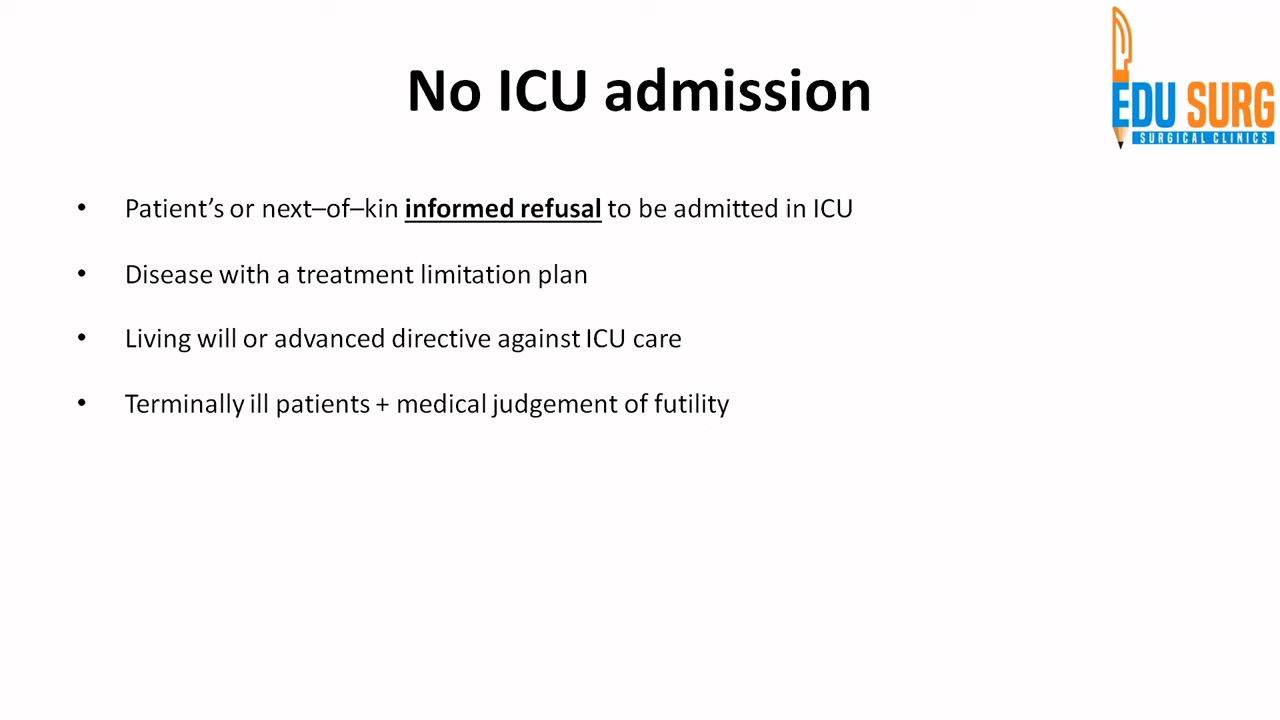 No ICU admission
EDU SURG
SURGICAL CLINICS
• Patient’s or next–of–kin informed refusal to be admitted in ICU
• Disease with a treatment limitation plan
• Living will or advanced directive against ICU care
• Terminally ill patients + medical judgement of futility